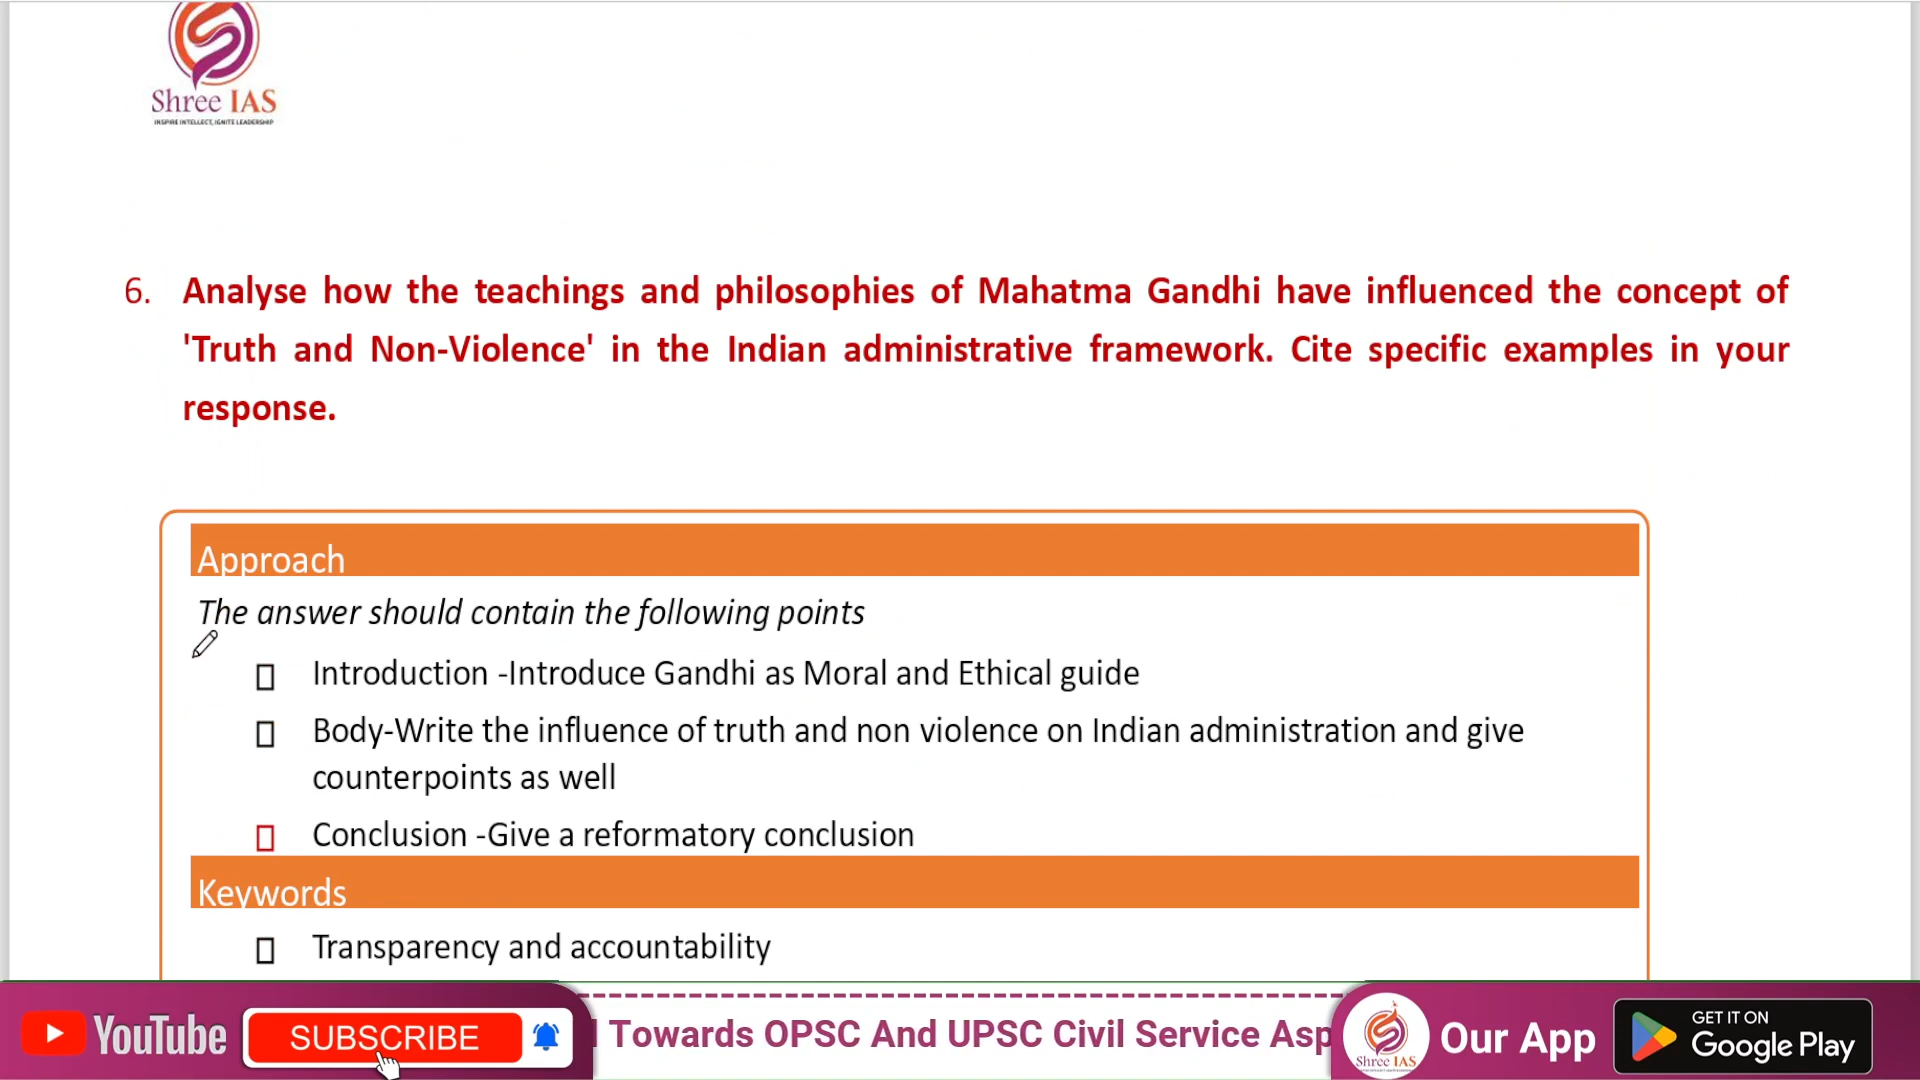 Shree IAS
INSPIRE INTELLECT, IGNITE LEADERSHIP
6. Analyse how the teachings and philosophies of Mahatma Gandhi have influenced the concept of
'Truth and Non-Violence' in the Indian administrative framework. Cite specific examples in your
response.
Approach
The answer should contain the following points
Introduction -Introduce Gandhi as Moral and Ethical guide
Body-Write the influence of truth and non violence on Indian administration and give
counterpoints as well
Conclusion -Give a reformatory conclusion
Keywords
Transparency and accountability
YouTube
SUBSCRIBE
Towards OPSC And UPSC Civil Service Asp
Shree IAS
Our App
GET IT ON
Google Play